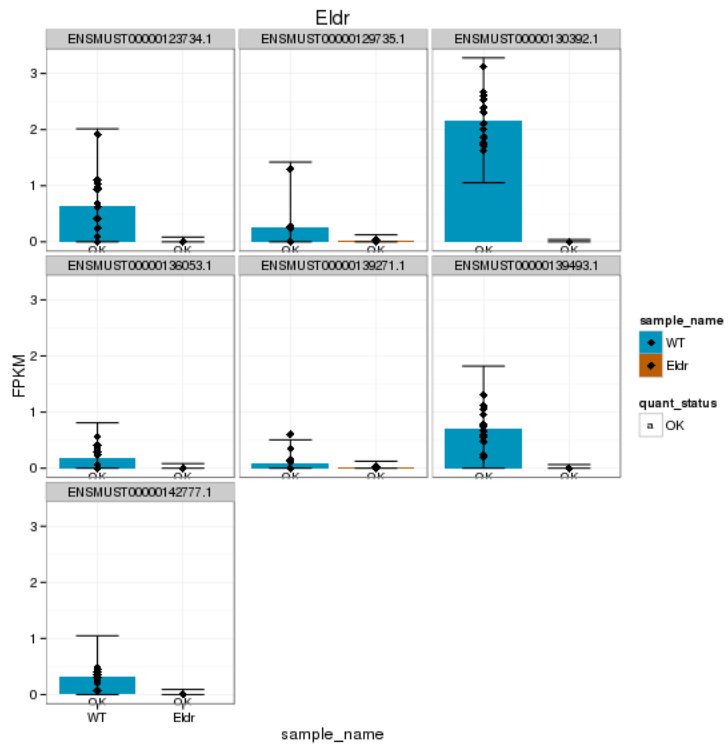 Eldr
ENSMUST00000123734.1 ENSMUST00000129735.1 ENSMUST00000130392.1
3
2
1
0
OK OK OK OK OK OK
ENSMUST00000136053.1 ENSMUST00000139271.1 ENSMUST00000139493.1
3
2
1
0
OK OK OK OK OK OK
FPKM
sample_name
WT
Eldr
quant_status
a OK
ENSMUST00000142777.1
3
2
1
0
OK OK
WT Eldr
sample_name